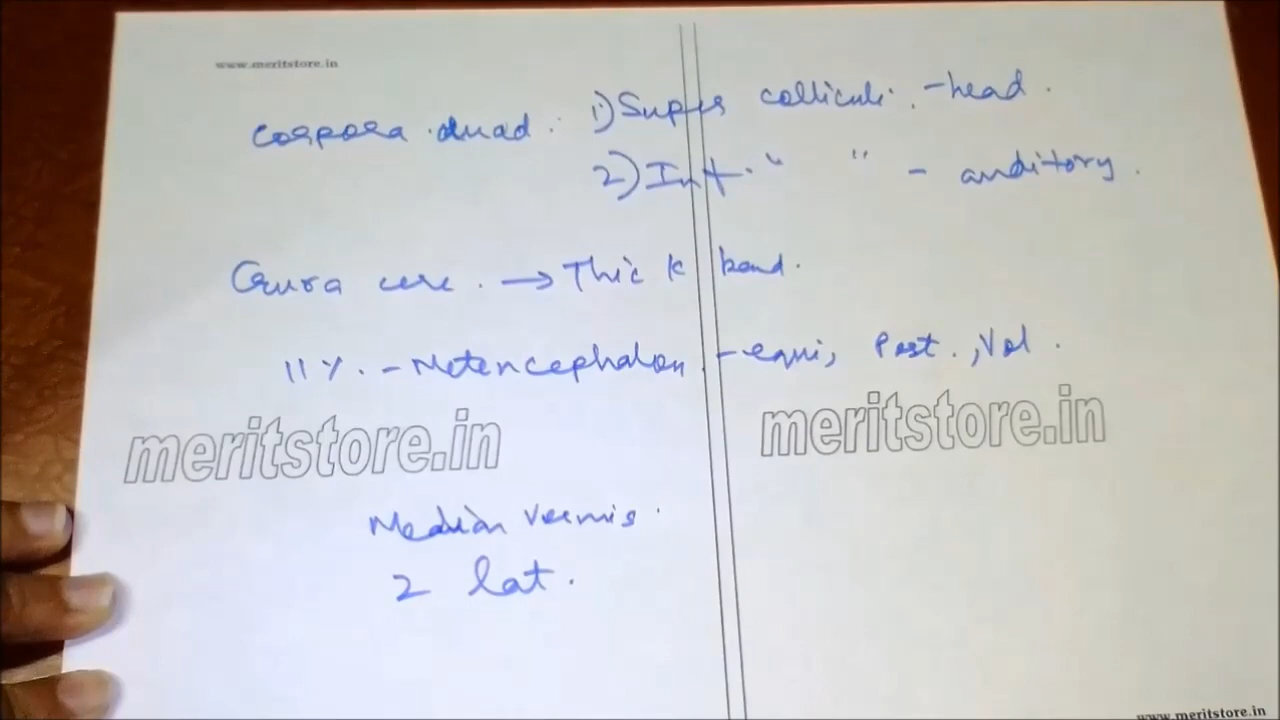 www.meritstore.in
Corpora quad. 1) Super colliculi. - head.
2) Inf. " " - auditory.
Crura cere. → Thick band.
11 %. - Metencephalon - equi, Post., Vol.
meritstore.in meritstore.in
Median vermis.
2 lat.
www.meritstore.in